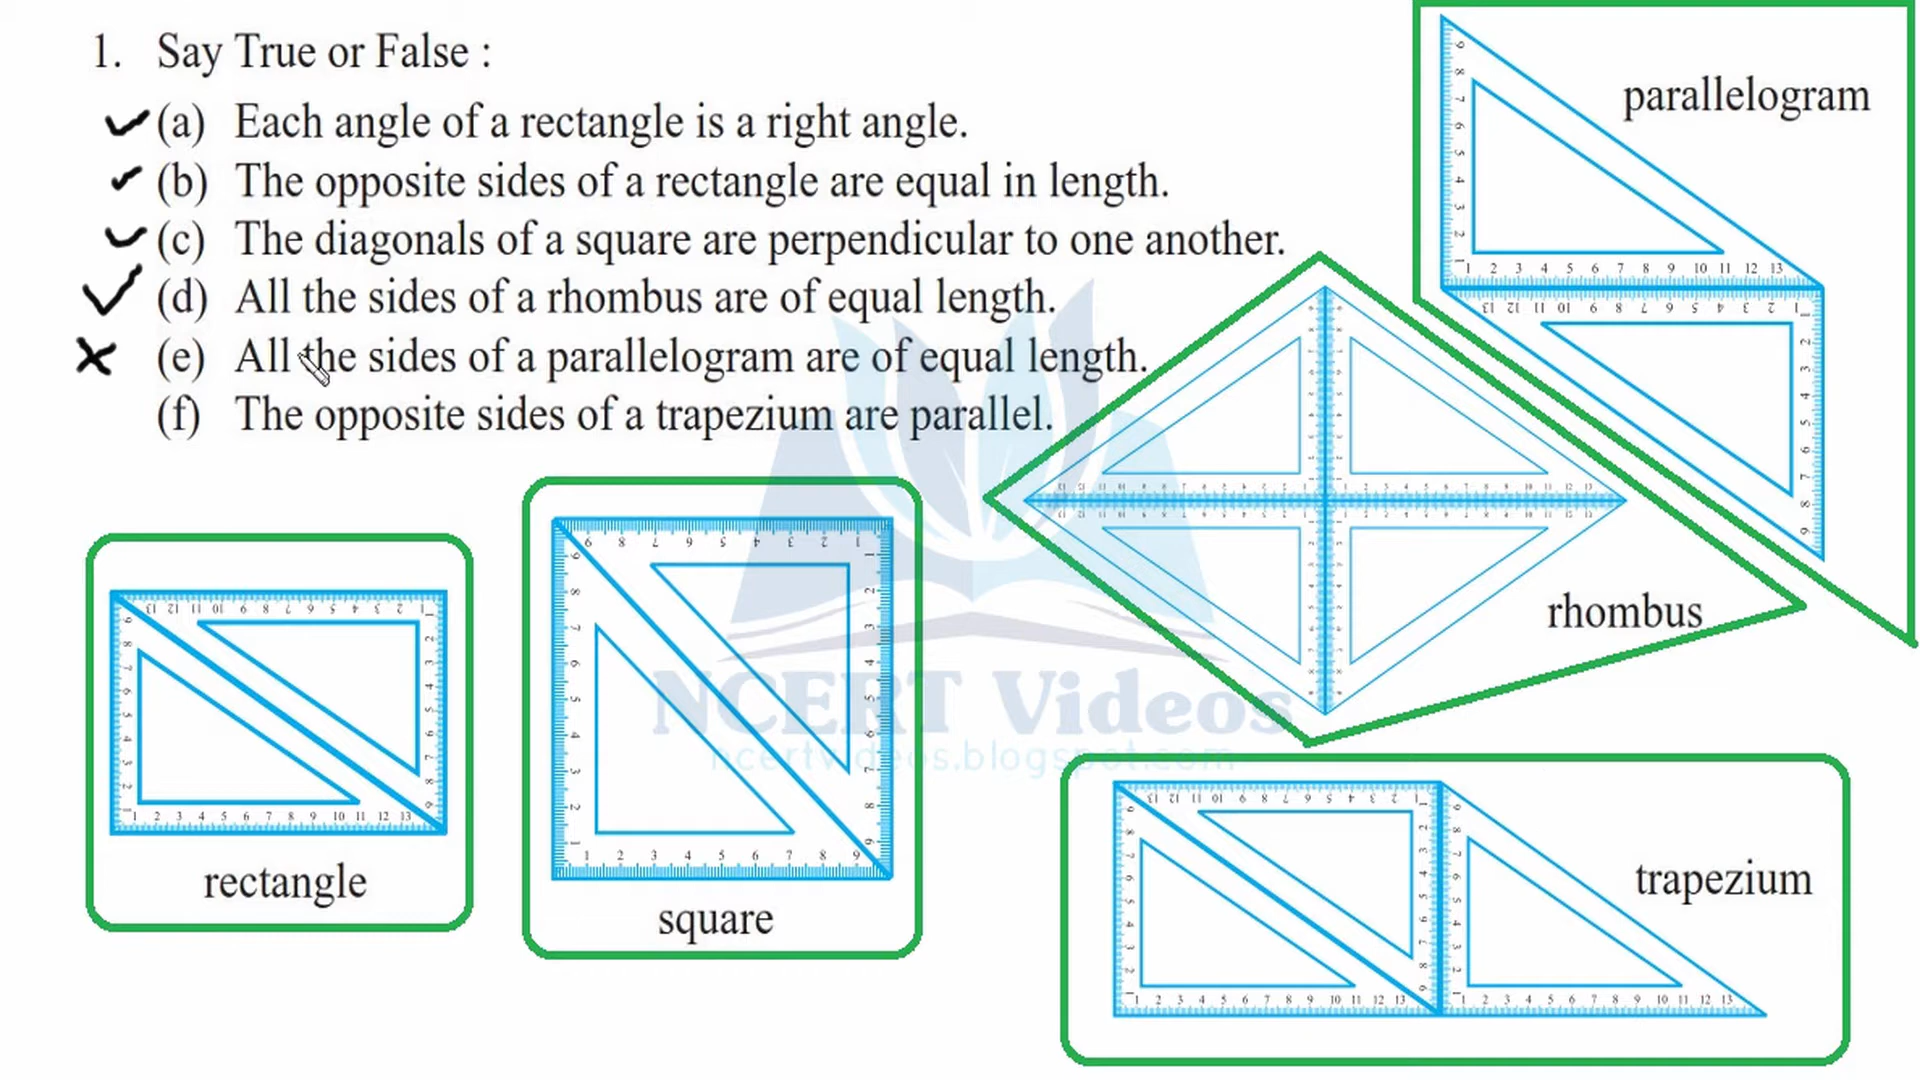 1. Say True or False :
(a) Each angle of a rectangle is a right angle.
(b) The opposite sides of a rectangle are equal in length.
(c) The diagonals of a square are perpendicular to one another.
(d) All the sides of a rhombus are of equal length.
(e) All the sides of a parallelogram are of equal length.
(f) The opposite sides of a trapezium are parallel.
parallelogram
rhombus
NCERT Videos
ncertvideos.blogspot.com
rectangle
square
trapezium